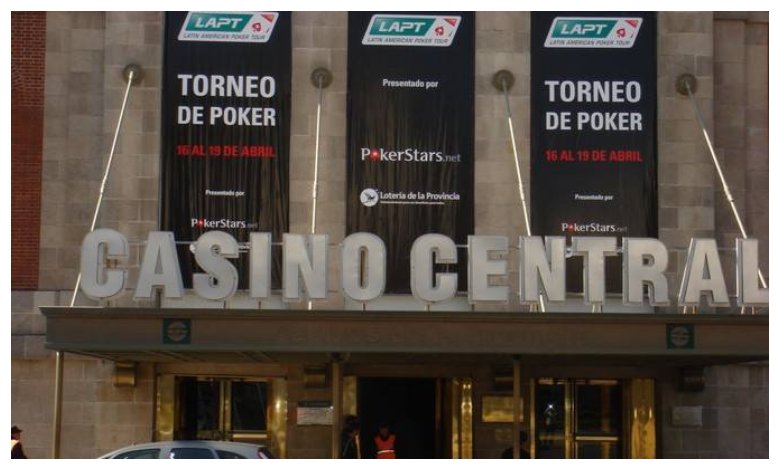 LAPT
LATIN AMERICAN POKER TOUR
TORNEO
DE POKER
16 AL 19 DE ABRIL
Presentado por
PokerStars.net
LAPT
LATIN AMERICAN POKER TOUR
Presentado por
PokerStars.net
Lotería de la Provincia
LAPT
LATIN AMERICAN POKER TOUR
TORNEO
DE POKER
16 AL 19 DE ABRIL
Presentado por
PokerStars.net
CASINO CENTRAL